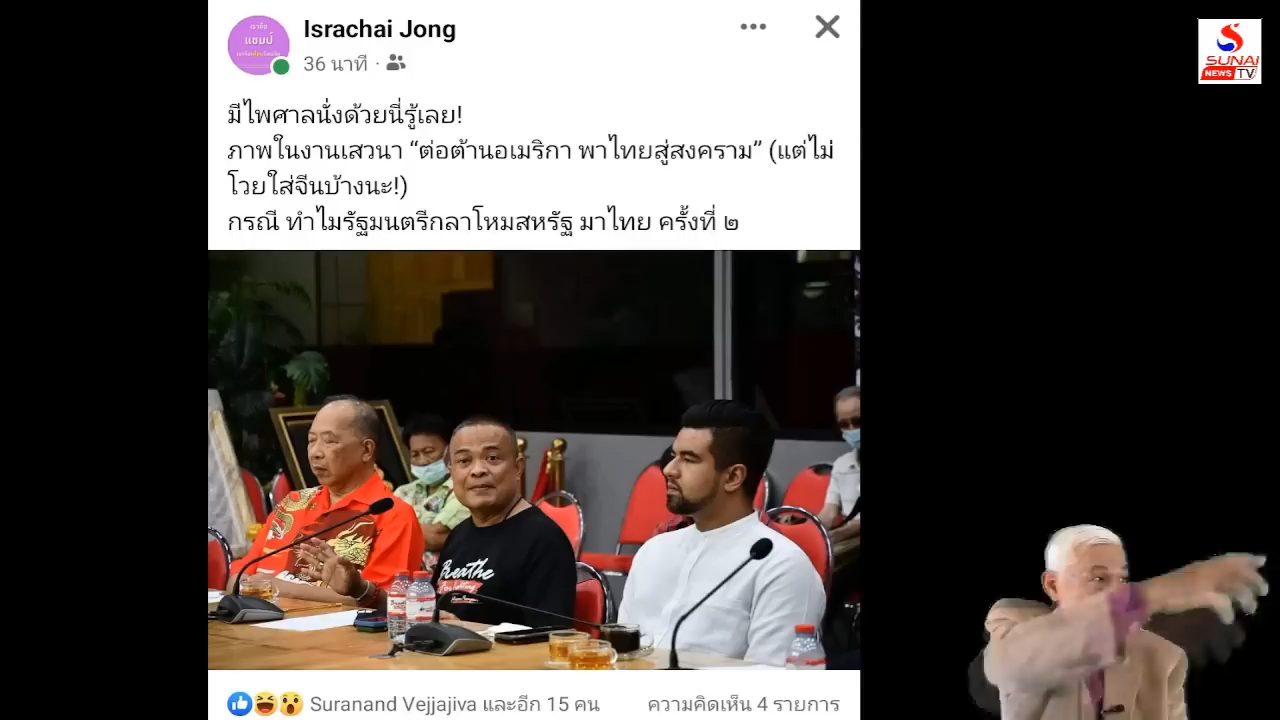 Israchai Jong
36 นาที ·
มีไพศาลนั่งด้วยนี่รู้เลย!
ภาพในงานเสวนา “ต่อต้านอเมริกา พาไทยสู่สงคราม” (แต่ไม่
โวยใส่จีนบ้างนะ!)
กรณี ทำไมรัฐมนตรีกลาโหมสหรัฐ มาไทย ครั้งที่ ๒
Breathe
Suranand Vejjajiva และอีก 15 คน
ความคิดเห็น 4 รายการ
แชมป์
SUNAI
NEWS TV